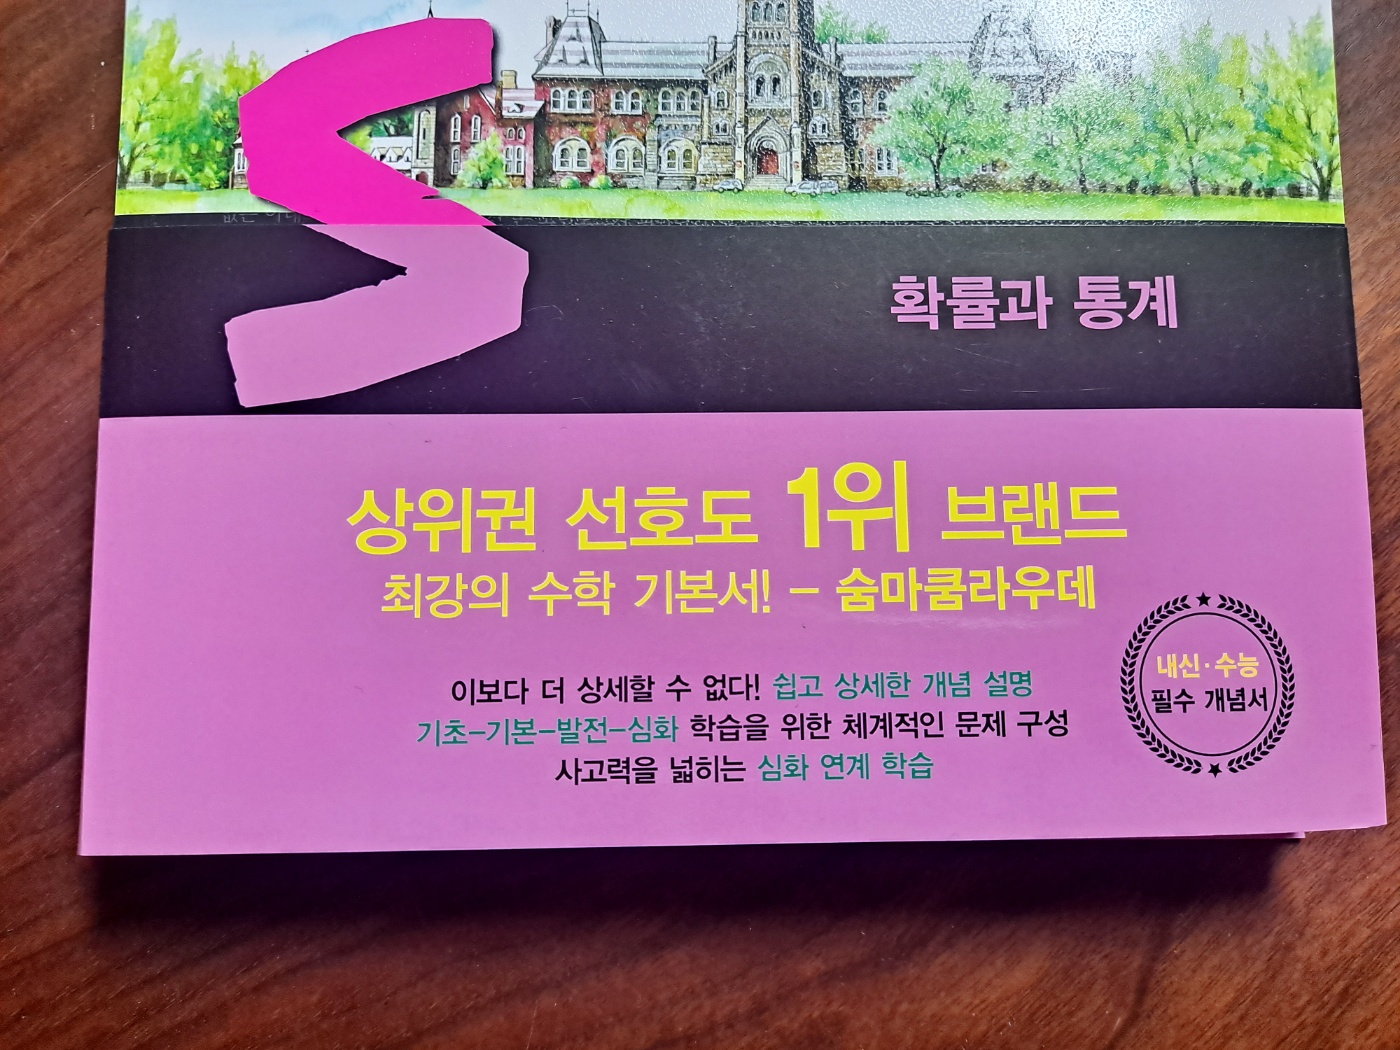 S
확률과 통계
상위권 선호도 1위 브랜드
최강의 수학 기본서! - 숨마쿰라우데
이보다 더 상세할 수 없다! 쉽고 상세한 개념 설명
기초-기본-발전-심화 학습을 위한 체계적인 문제 구성
사고력을 넓히는 심화 연계 학습
내신·수능
필수 개념서